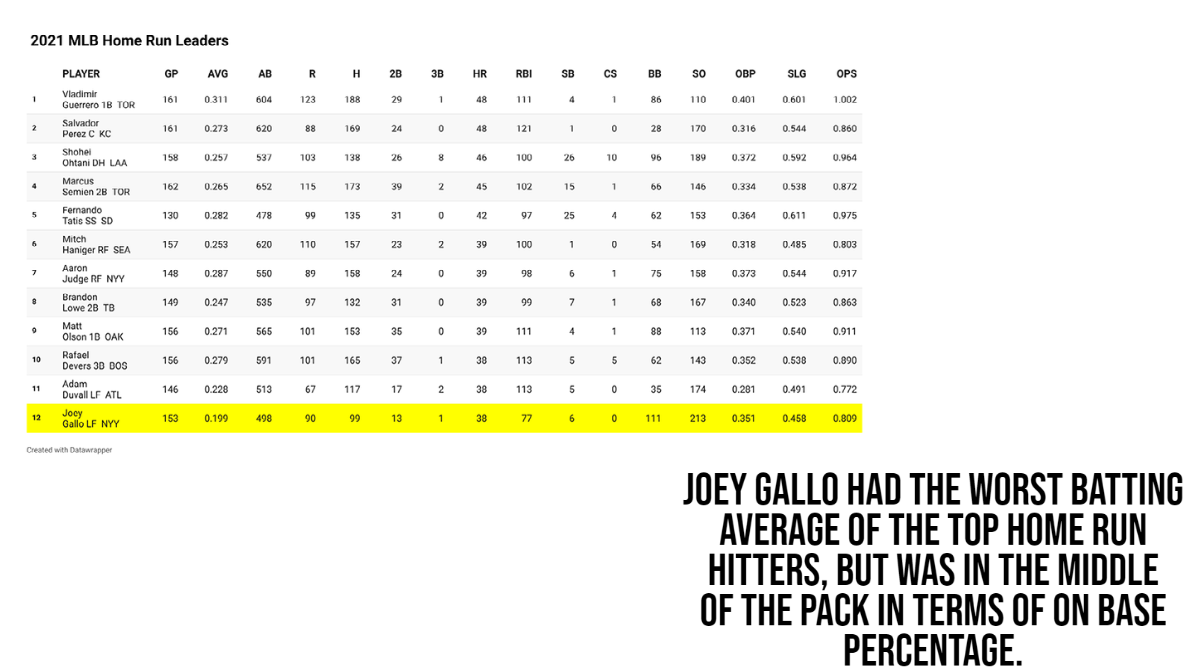 2021 MLB Home Run Leaders
PLAYER GP AVG AB R H 2B 3B HR RBI SB CS BB SO OBP SLG OPS
1 Vladimir Guerrero 1B TOR 161 0.311 604 123 188 29 1 48 111 4 1 86 110 0.401 0.601 1.002
2 Salvador Perez C KC 161 0.273 620 88 169 24 0 48 121 1 0 28 170 0.316 0.544 0.860
3 Shohei Ohtani DH LAA 158 0.257 537 103 138 26 8 46 100 26 10 96 189 0.372 0.592 0.964
4 Marcus Semien 2B TOR 162 0.265 652 115 173 39 2 45 102 15 1 66 146 0.334 0.538 0.872
5 Fernando Tatis SS SD 130 0.282 478 99 135 31 0 42 97 25 4 62 153 0.364 0.611 0.975
6 Mitch Haniger RF SEA 157 0.253 620 110 157 23 2 39 100 1 0 54 169 0.318 0.485 0.803
7 Aaron Judge RF NYY 148 0.287 550 89 158 24 0 39 98 6 1 75 158 0.373 0.544 0.917
8 Brandon Lowe 2B TB 149 0.247 535 97 132 31 0 39 99 7 1 68 167 0.340 0.523 0.863
9 Matt Olson 1B OAK 156 0.271 565 101 153 35 0 39 111 4 1 88 113 0.371 0.540 0.911
10 Rafael Devers 3B BOS 156 0.279 591 101 165 37 1 38 113 5 5 62 143 0.352 0.538 0.890
11 Adam Duvall LF ATL 146 0.228 513 67 117 17 2 38 113 5 0 35 174 0.281 0.491 0.772
12 Joey Gallo LF NYY 153 0.199 498 90 99 13 1 38 77 6 0 111 213 0.351 0.458 0.809
Created with Datawrapper
JOEY GALLO HAD THE WORST BATTING
AVERAGE OF THE TOP HOME RUN
HITTERS, BUT WAS IN THE MIDDLE
OF THE PACK IN TERMS OF ON BASE
PERCENTAGE.